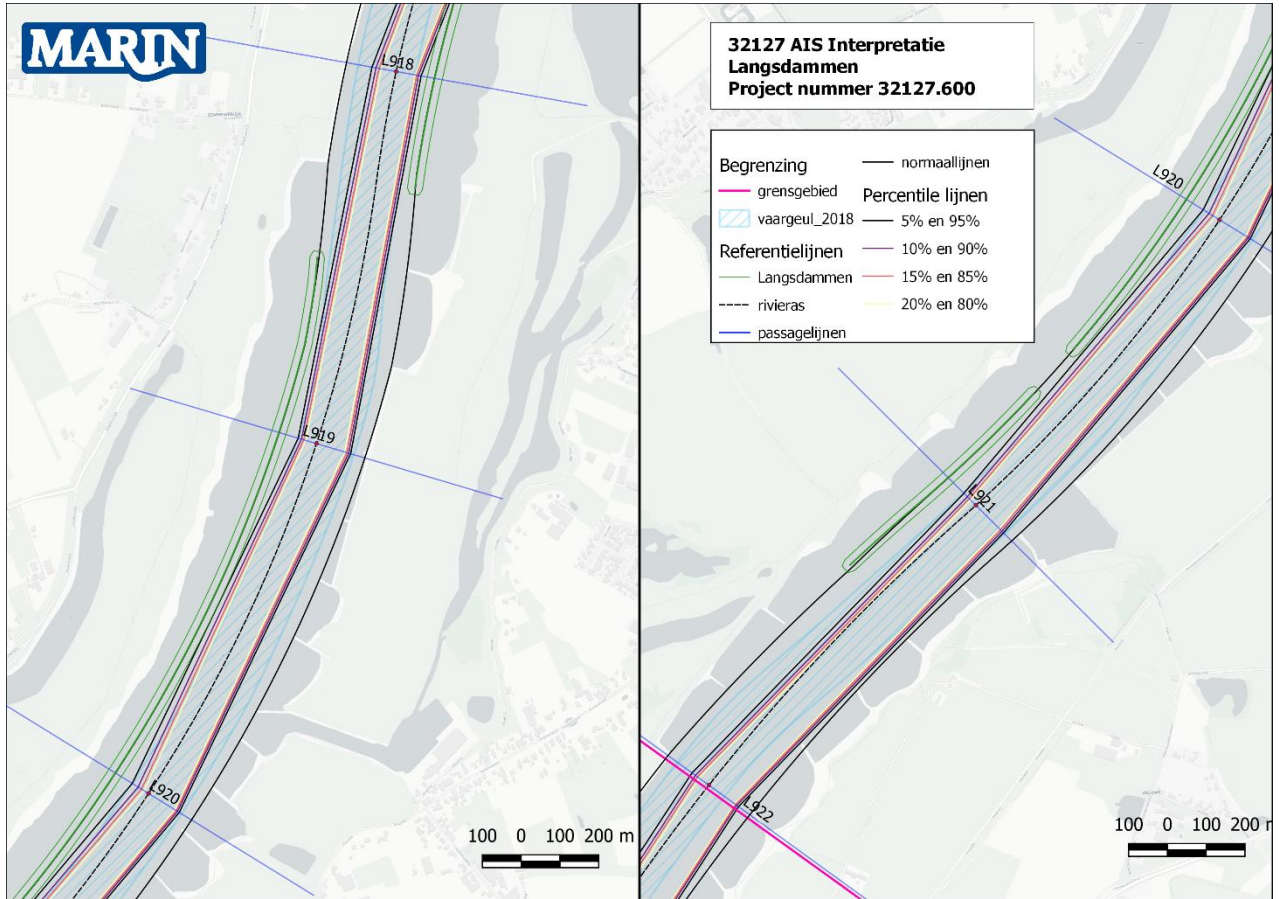 MARIN
L918
L919
L920
100 0 100 200 m
32127 AIS Interpretatie
Langsdammen
Project nummer 32127.600
Begrenzing
grensgebied
vaargeul_2018
Referentielijnen
Langsdammen
rivieras
passagelijnen
normaallijnen
Percentile lijnen
5% en 95%
10% en 90%
15% en 85%
20% en 80%
L920
L921
L922
100 0 100 200 m